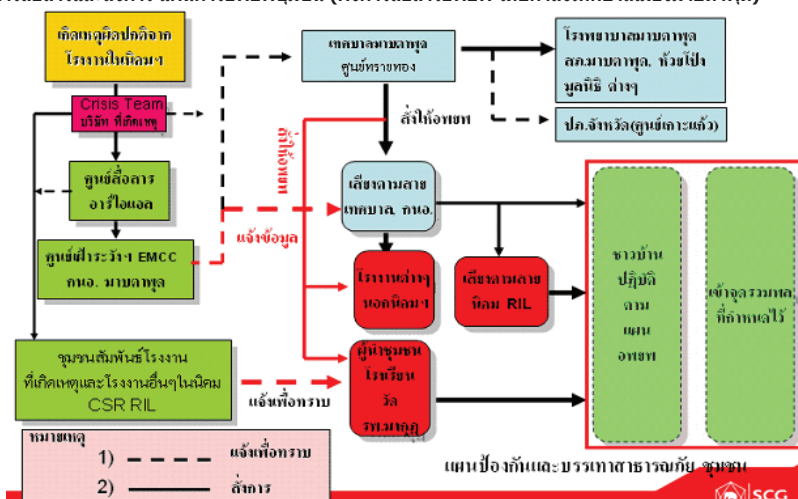 เกิดเหตุผิดปกติจาก
โรงงานในนิคมฯ
Crisis Team
บริษัท ที่เกิดเหตุ
ศูนย์สื่อสาร
อาร์ไอแอล
ศูนย์เฝ้าระวังฯ EMCC
กนอ. มาบตาพุด
ชุมชนสัมพันธ์โรงงาน
ที่เกิดเหตุและโรงงานอื่นๆในนิคม
CSR RIL
เทศบาลมาบตาพุด
ศูนย์ทรายทอง
สั่งให้อพยพ
สั่งให้อพยพ
แจ้งข้อมูล
เสียงตามสาย
เทศบาล, กนอ.
โรงงานต่างๆ
นอกนิคมฯ
เสียงตามสาย
นิคม RIL
ผู้นำชุมชน
โรงเรียน
วัด
รพ.มาบฏ
แจ้งเพื่อทราบ
โรงพยาบาลมาบตาพุด
สภ.มาบตาพุด, ห้วยโป่ง
มูลนิธิ ต่างๆ
ปภ.จังหวัด(ศูนย์เกาะแก้ว)
ชาวบ้าน
ปฏิบัติ
ตาม
แผน
อพยพ
เข้าจุดรวมพล
ที่กำหนดไว้
หมายเหตุ
1) แจ้งเพื่อทราบ
2) สั่งการ
แผนป้องกันและบรรเทาสาธารณภัย ชุมชน
SCG